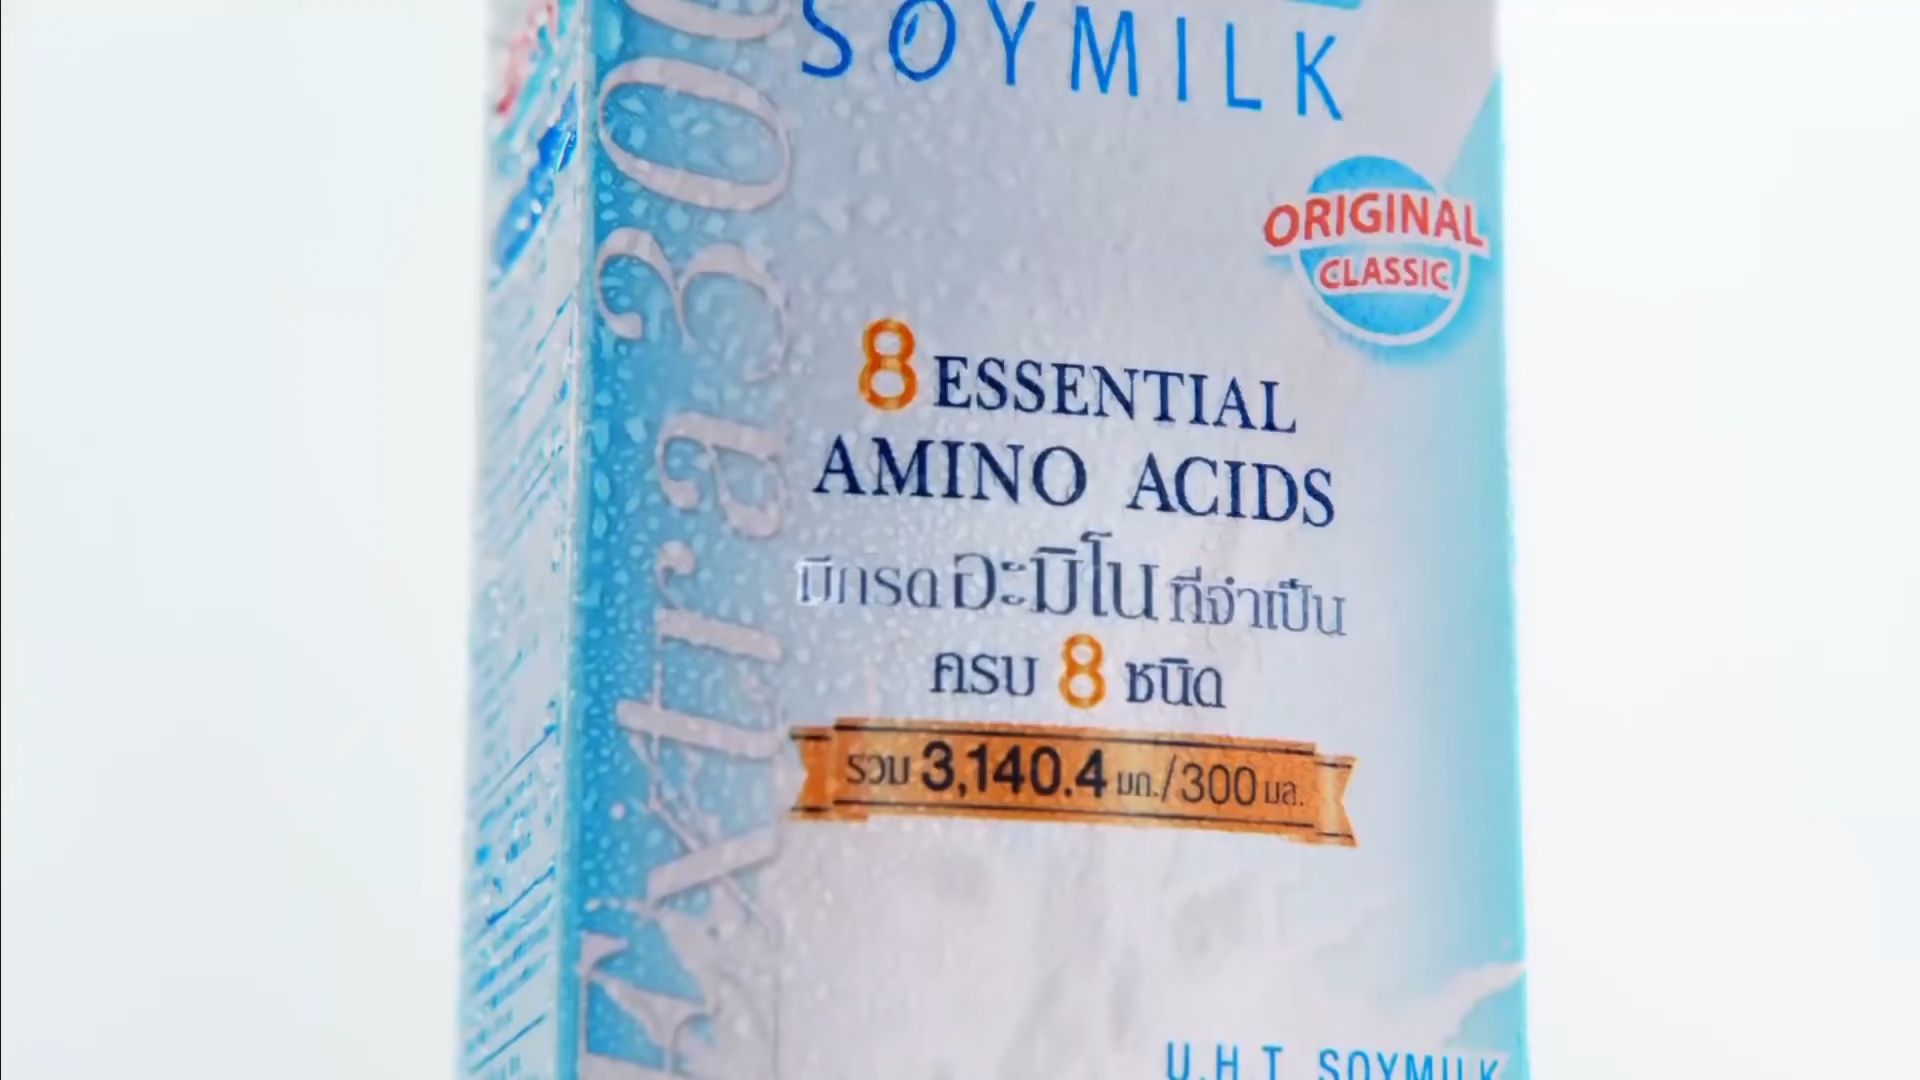 SOYMILK
ORIGINAL
CLASSIC
8 ESSENTIAL
AMINO ACIDS
มีกรดอะมิโนที่จำเป็น
ครบ 8 ชนิด
รวม 3,140.4 มก./300 มล.
Extra300
U.H.T. SOYMILK